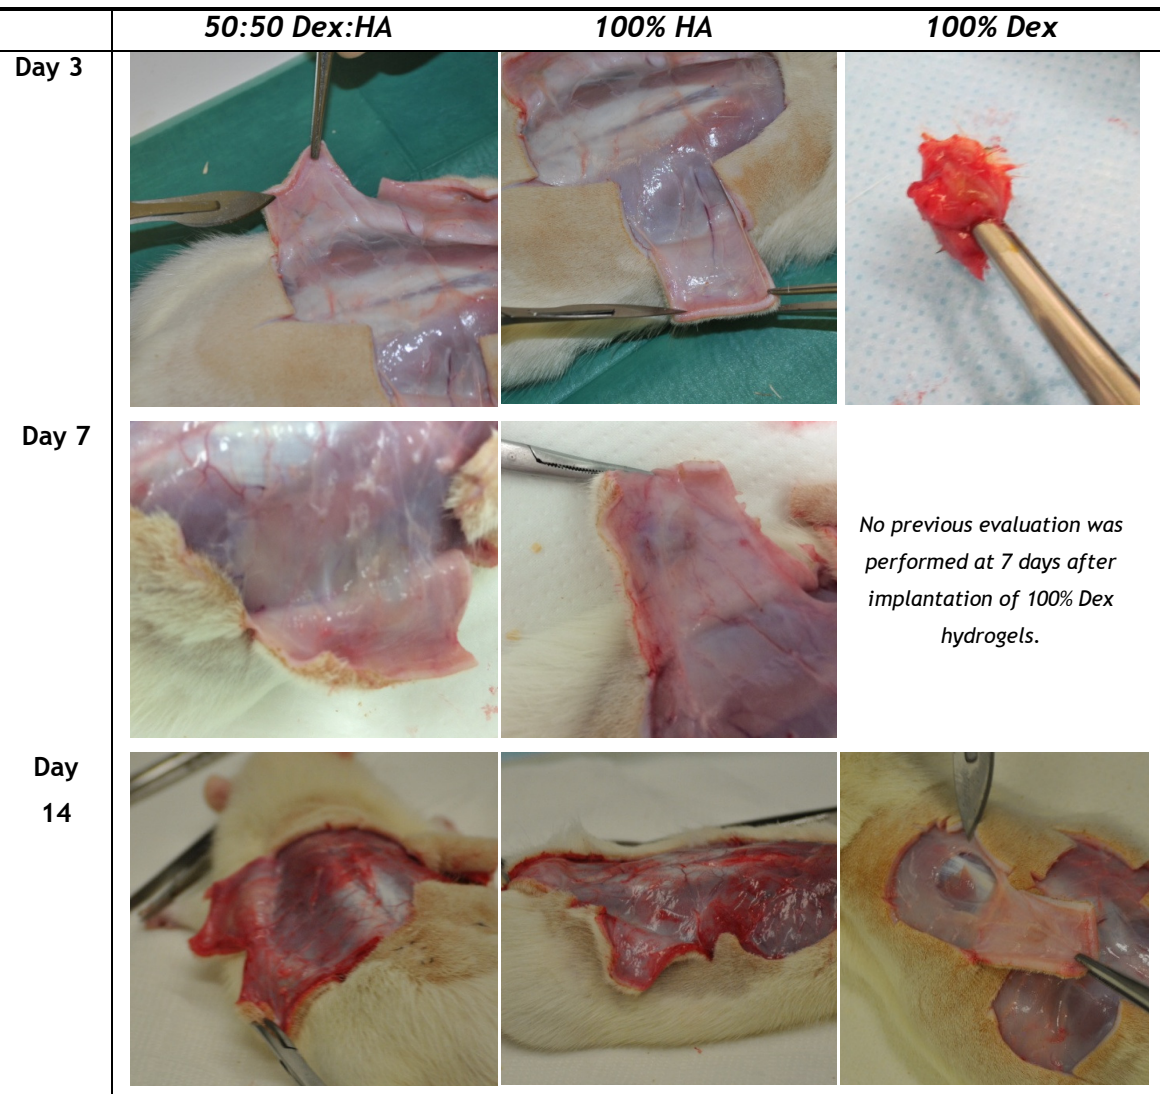 50:50 Dex:HA 100% HA 100% Dex
Day 3
Day 7
No previous evaluation was
performed at 7 days after
implantation of 100% Dex
hydrogels.
Day
14